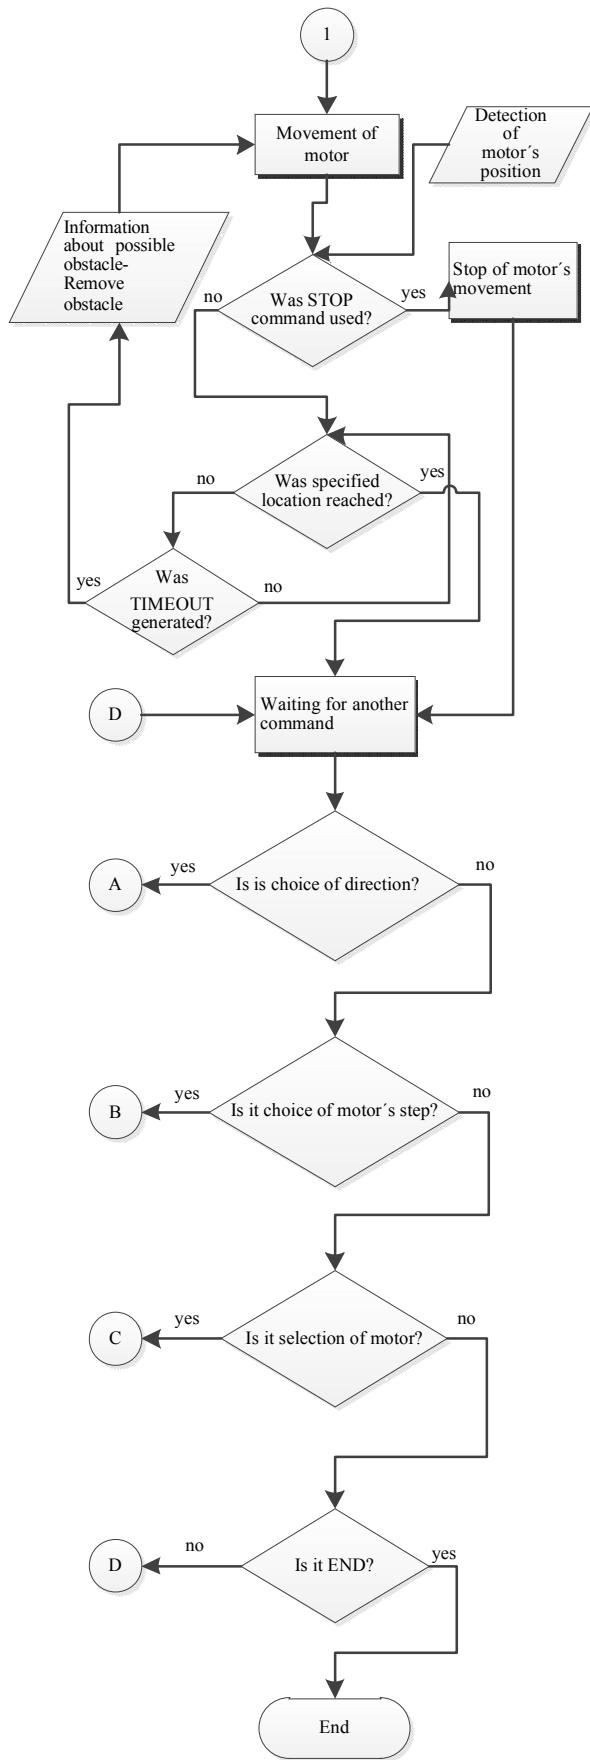 1
Movement of
motor
Detection
of
motor´s
position
Information
about possible
obstacle-
Remove
obstacle
Stop of motor´s
movement
no
Was STOP
command used?
yes
no
Was specified
location reached?
yes
yes
Was
TIMEOUT
generated?
no
D
Waiting for another
command
A
yes
Is is choice of direction?
no
B
yes
Is it choice of motor´s step?
no
C
yes
Is it selection of motor?
no
D
no
Is it END?
yes
End